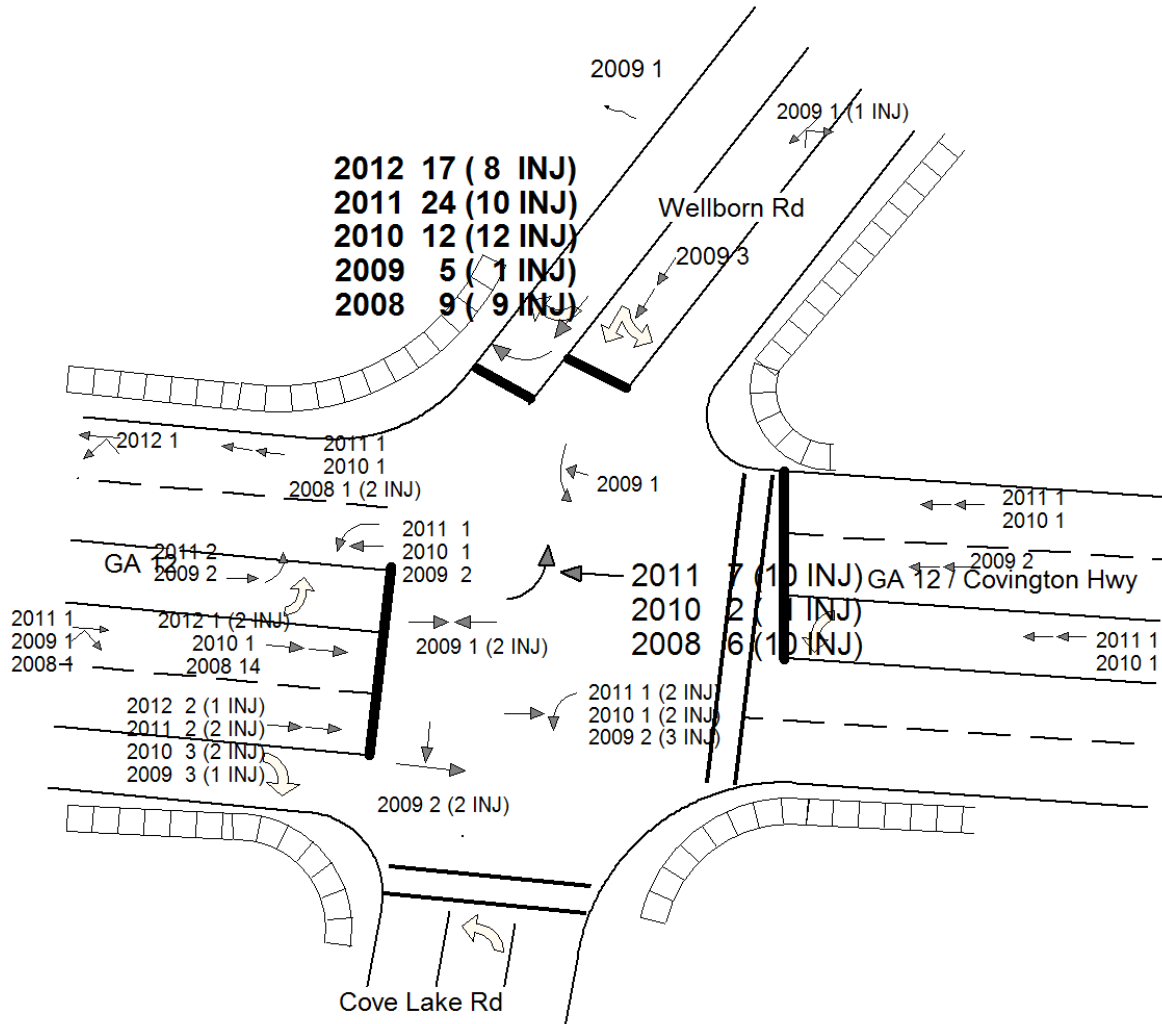 2009 1
2009 1 (1 INJ)
2012 17 ( 8 INJ)
2011 24 (10 INJ)
2010 12 (12 INJ)
2009 5 ( 1 INJ)
2008 9 ( 9 INJ)
Wellborn Rd
2009 3
2012 1
2011 1
2010 1
2008 1 (2 INJ)
2009 1
2011 1
2010 1
2011 1
2010 1
2009 2
2011 2
2009 2
GA 12
2009 2
GA 12 / Covington Hwy
2011 7 (10 INJ)
2010 2 ( 1 INJ)
2008 6 (10 INJ)
2011 1
2009 1
2008 1
2012 1 (2 INJ)
2010 1
2008 14
2009 1 (2 INJ)
2011 1
2010 1
2012 2 (1 INJ)
2011 2 (2 INJ)
2010 3 (2 INJ)
2009 3 (1 INJ)
2011 1 (2 INJ)
2010 1 (2 INJ)
2009 2 (3 INJ)
2009 2 (2 INJ)
Cove Lake Rd